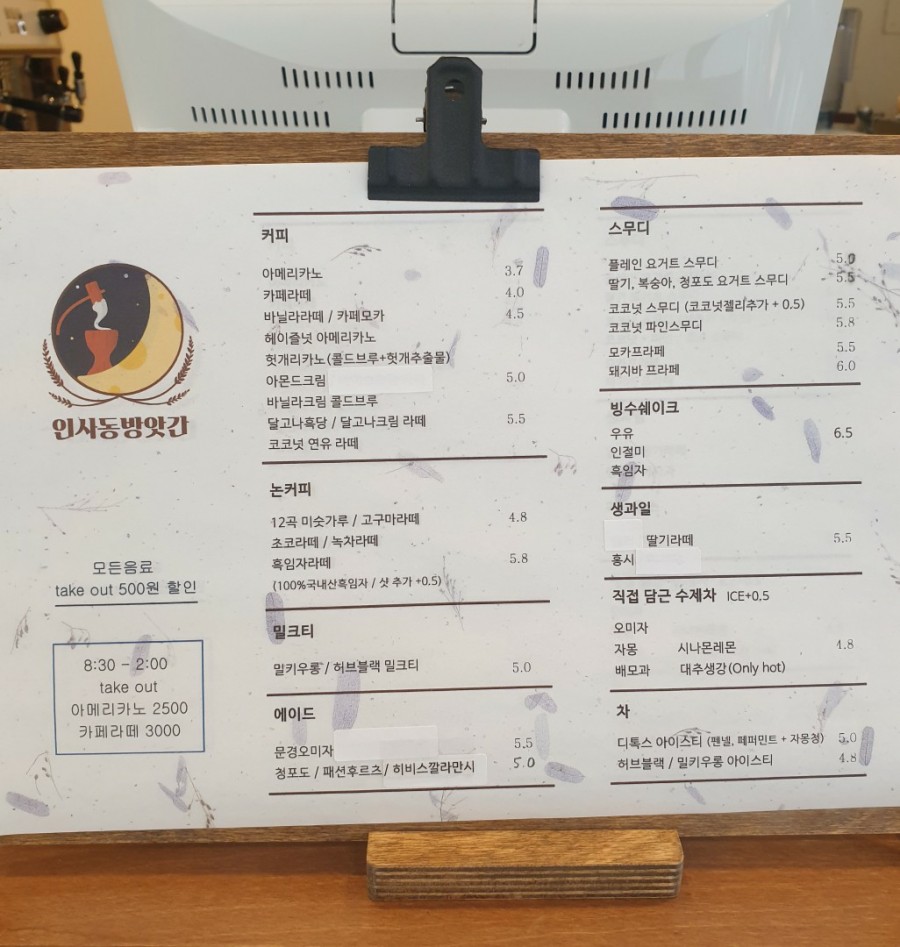 인사동방앗간
모든음료
take out 500원 할인
8:30 - 2:00
take out
아메리카노 2500
카페라떼 3000
커피
아메리카노 3.7
카페라떼 4.0
바닐라라떼 / 카페모카 4.5
헤이즐넛 아메리카노
헛개리카노(콜드브루+헛개추출물)
아몬드크림 5.0
바닐라크림 콜드브루
달고나흑당 / 달고나크림 라떼 5.5
코코넛 연유 라떼
논커피
12곡 미숫가루 / 고구마라떼 4.8
초코라떼 / 녹차라떼
흑임자라떼 5.8
(100%국내산흑임자 / 샷 추가 +0.5)
밀크티
밀키우롱 / 허브블랙 밀크티 5.0
에이드
문경오미자 5.5
청포도 / 패션후르츠 / 히비스깔라만시 5.0
스무디
플레인 요거트 스무디 5.0
딸기, 복숭아, 청포도 요거트 스무디 5.5
코코넛 스무디 (코코넛젤리추가 + 0.5) 5.5
코코넛 파인스무디 5.8
모카프라페 5.5
돼지바 프라페 6.0
빙수쉐이크
우유 6.5
인절미
흑임자
생과일
딸기라떼 5.5
홍시
직접 담근 수제차 ICE+0.5
오미자
자몽 시나몬레몬 4.8
배모과 대추생강(Only hot)
차
디톡스 아이스티 (팬넬, 페퍼민트 + 자몽청) 5.0
허브블랙 / 밀키우롱 아이스티 4.8